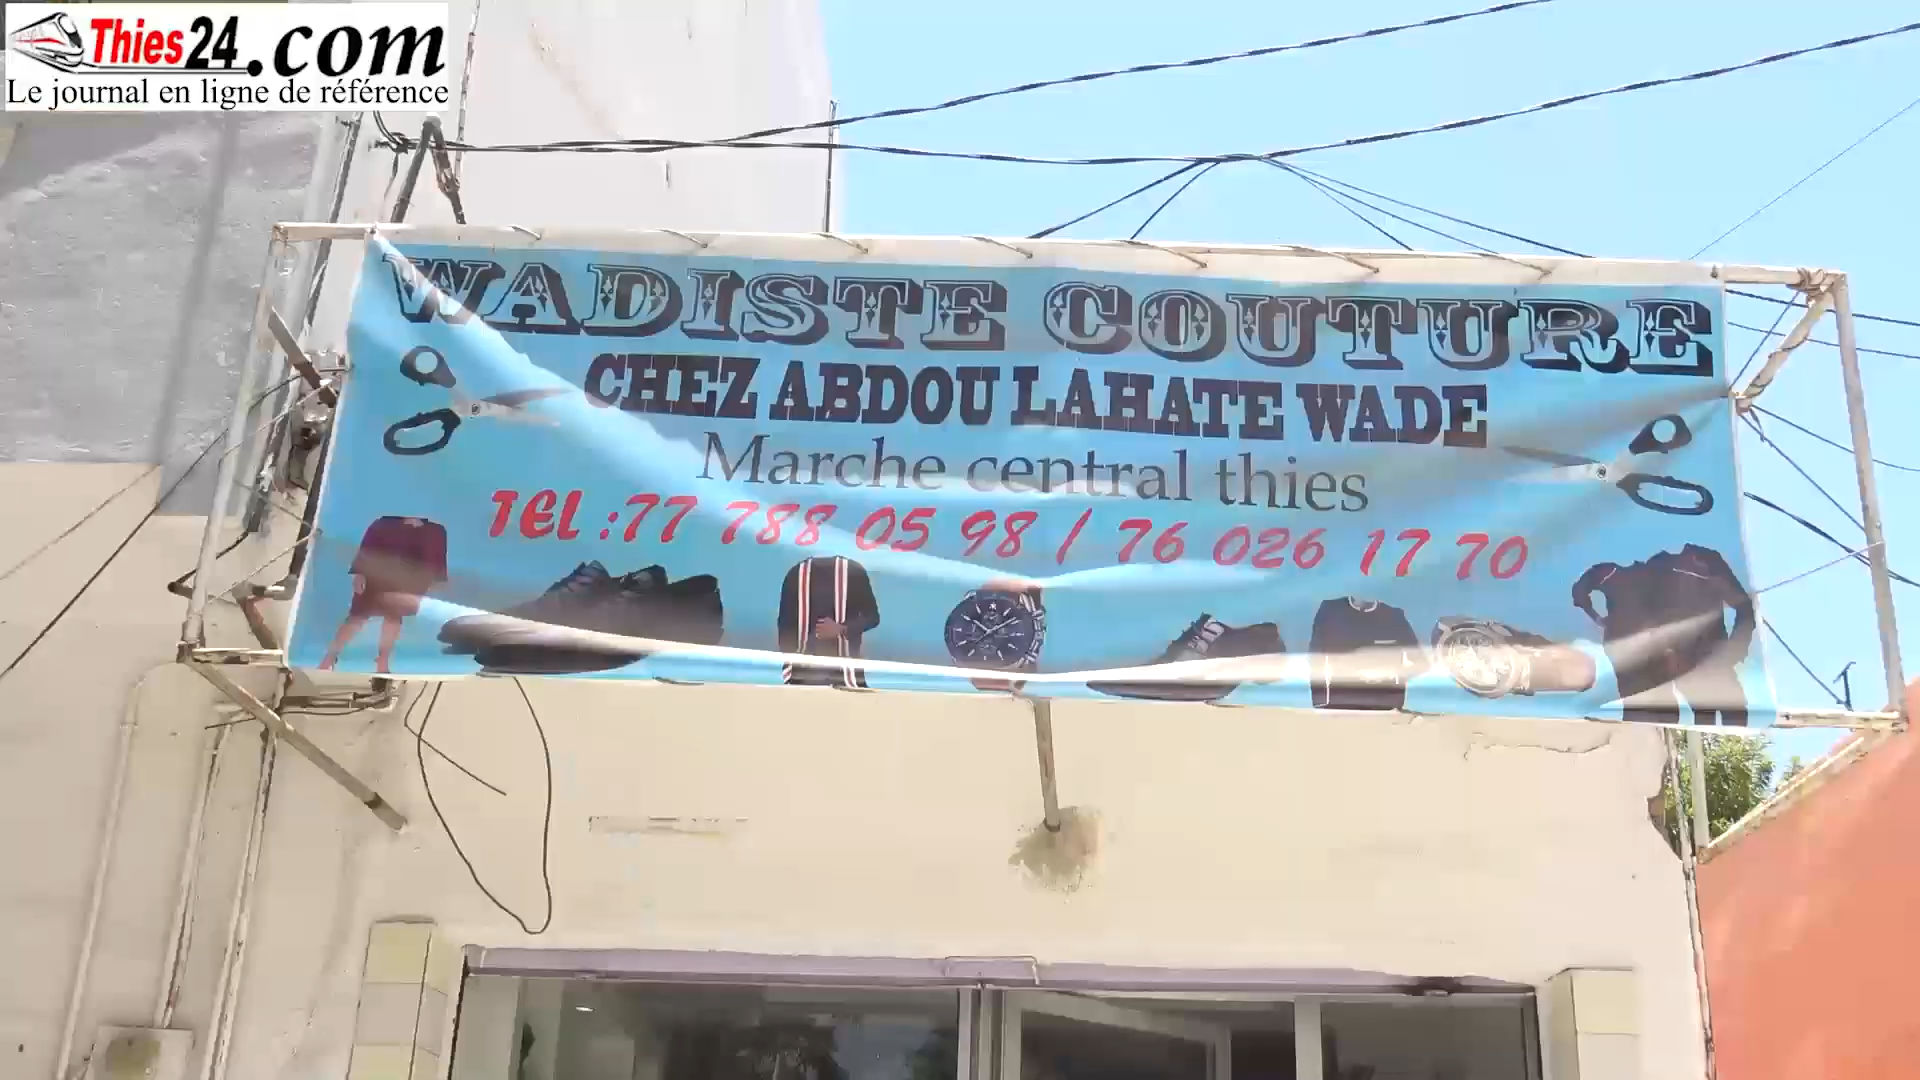 Thies24.com
Le journal en ligne de référence
WADISTE COUTURE
CHEZ ABDOU LAHATE WADE
Marche central thies
TEL :77 788 05 98 / 76 026 17 70